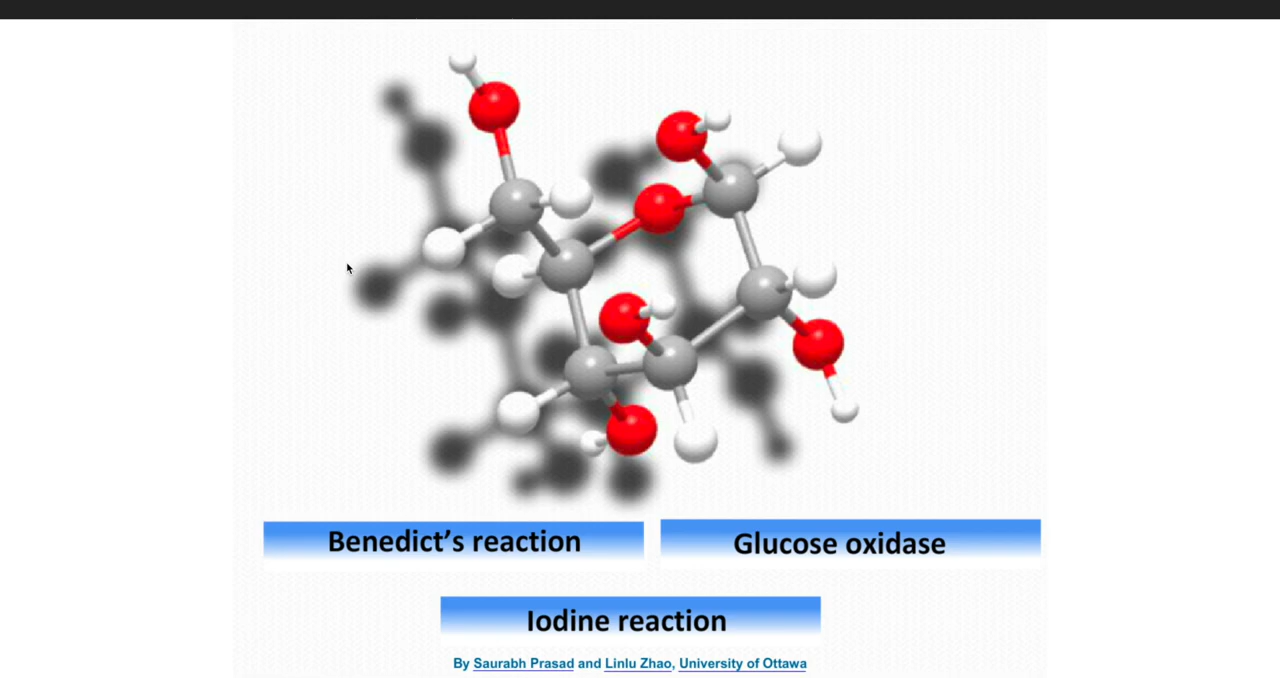 Benedict’s reaction
Glucose oxidase
Iodine reaction
By Saurabh Prasad and Linlu Zhao, University of Ottawa